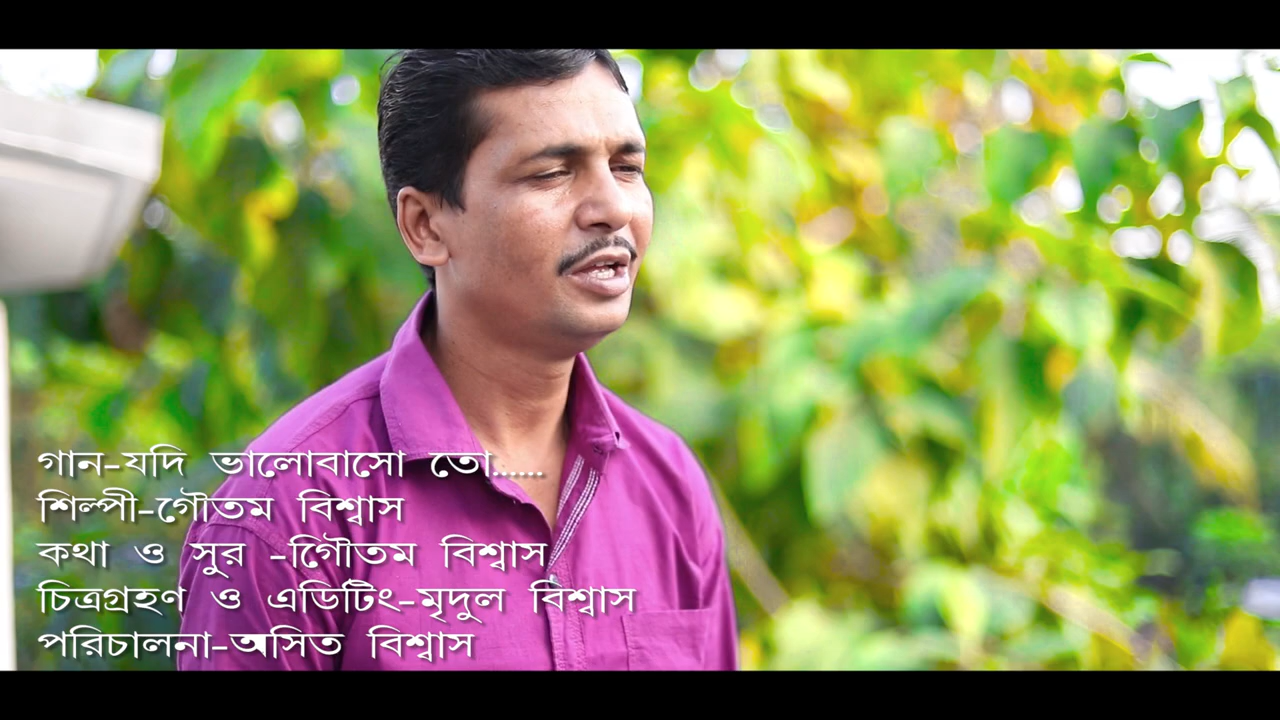 গান-যদি ভালোবাসো তো......
শিল্পী-গৌতম বিশ্বাস
কথা ও সুর -গৌেতম বিশ্বাস
চিত্রগ্রহণ ও এডিটিং-মৃদুল বিশ্বাস
পরিচালনা-অসিত বিশ্বাস